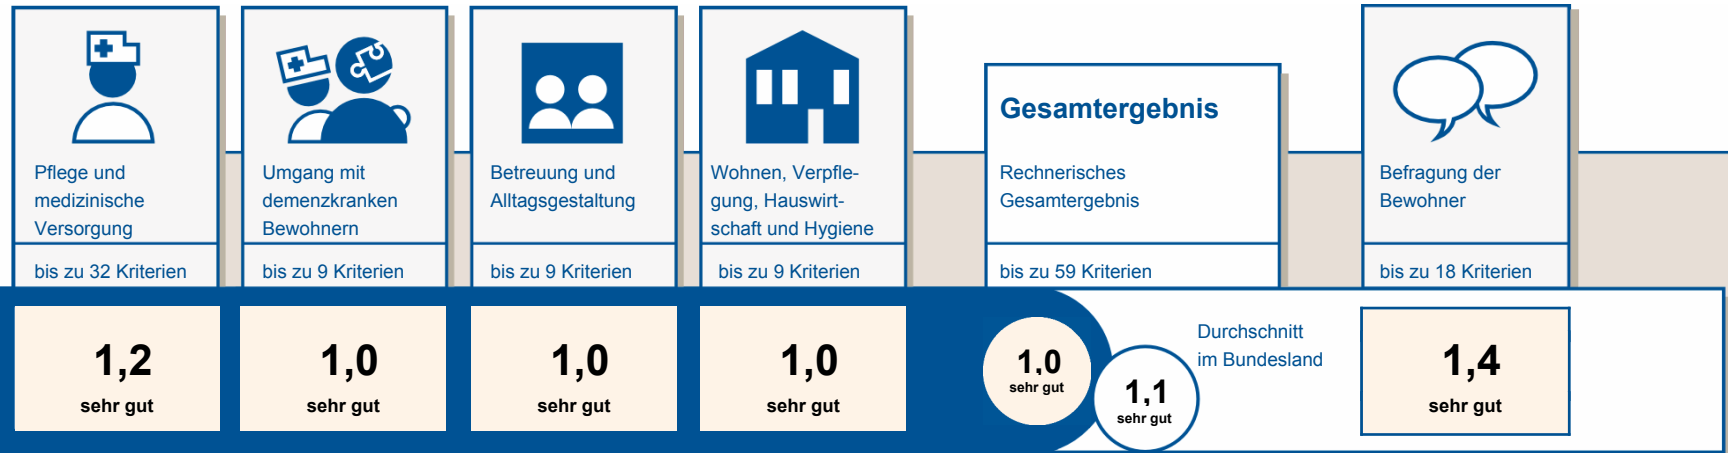 Pflege und
medizinische
Versorgung
bis zu 32 Kriterien
1,2
sehr gut
Umgang mit
demenzkranken
Bewohnern
bis zu 9 Kriterien
1,0
sehr gut
Betreuung und
Alltagsgestaltung
bis zu 9 Kriterien
1,0
sehr gut
Wohnen, Verpfle-
gung, Hauswirt-
schaft und Hygiene
bis zu 9 Kriterien
1,0
sehr gut
Gesamtergebnis
Rechnerisches
Gesamtergebnis
bis zu 59 Kriterien
1,0
sehr gut
1,1
sehr gut
Durchschnitt
im Bundesland
Befragung der
Bewohner
bis zu 18 Kriterien
1,4
sehr gut